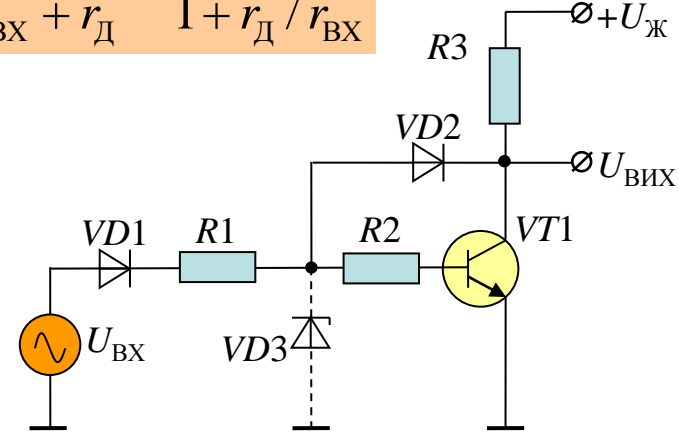 вх + rД 1 + rД / rВХ
+UЖ
R3
VD2
UВИХ
VD1 R1 R2 VT1
UВХ VD3